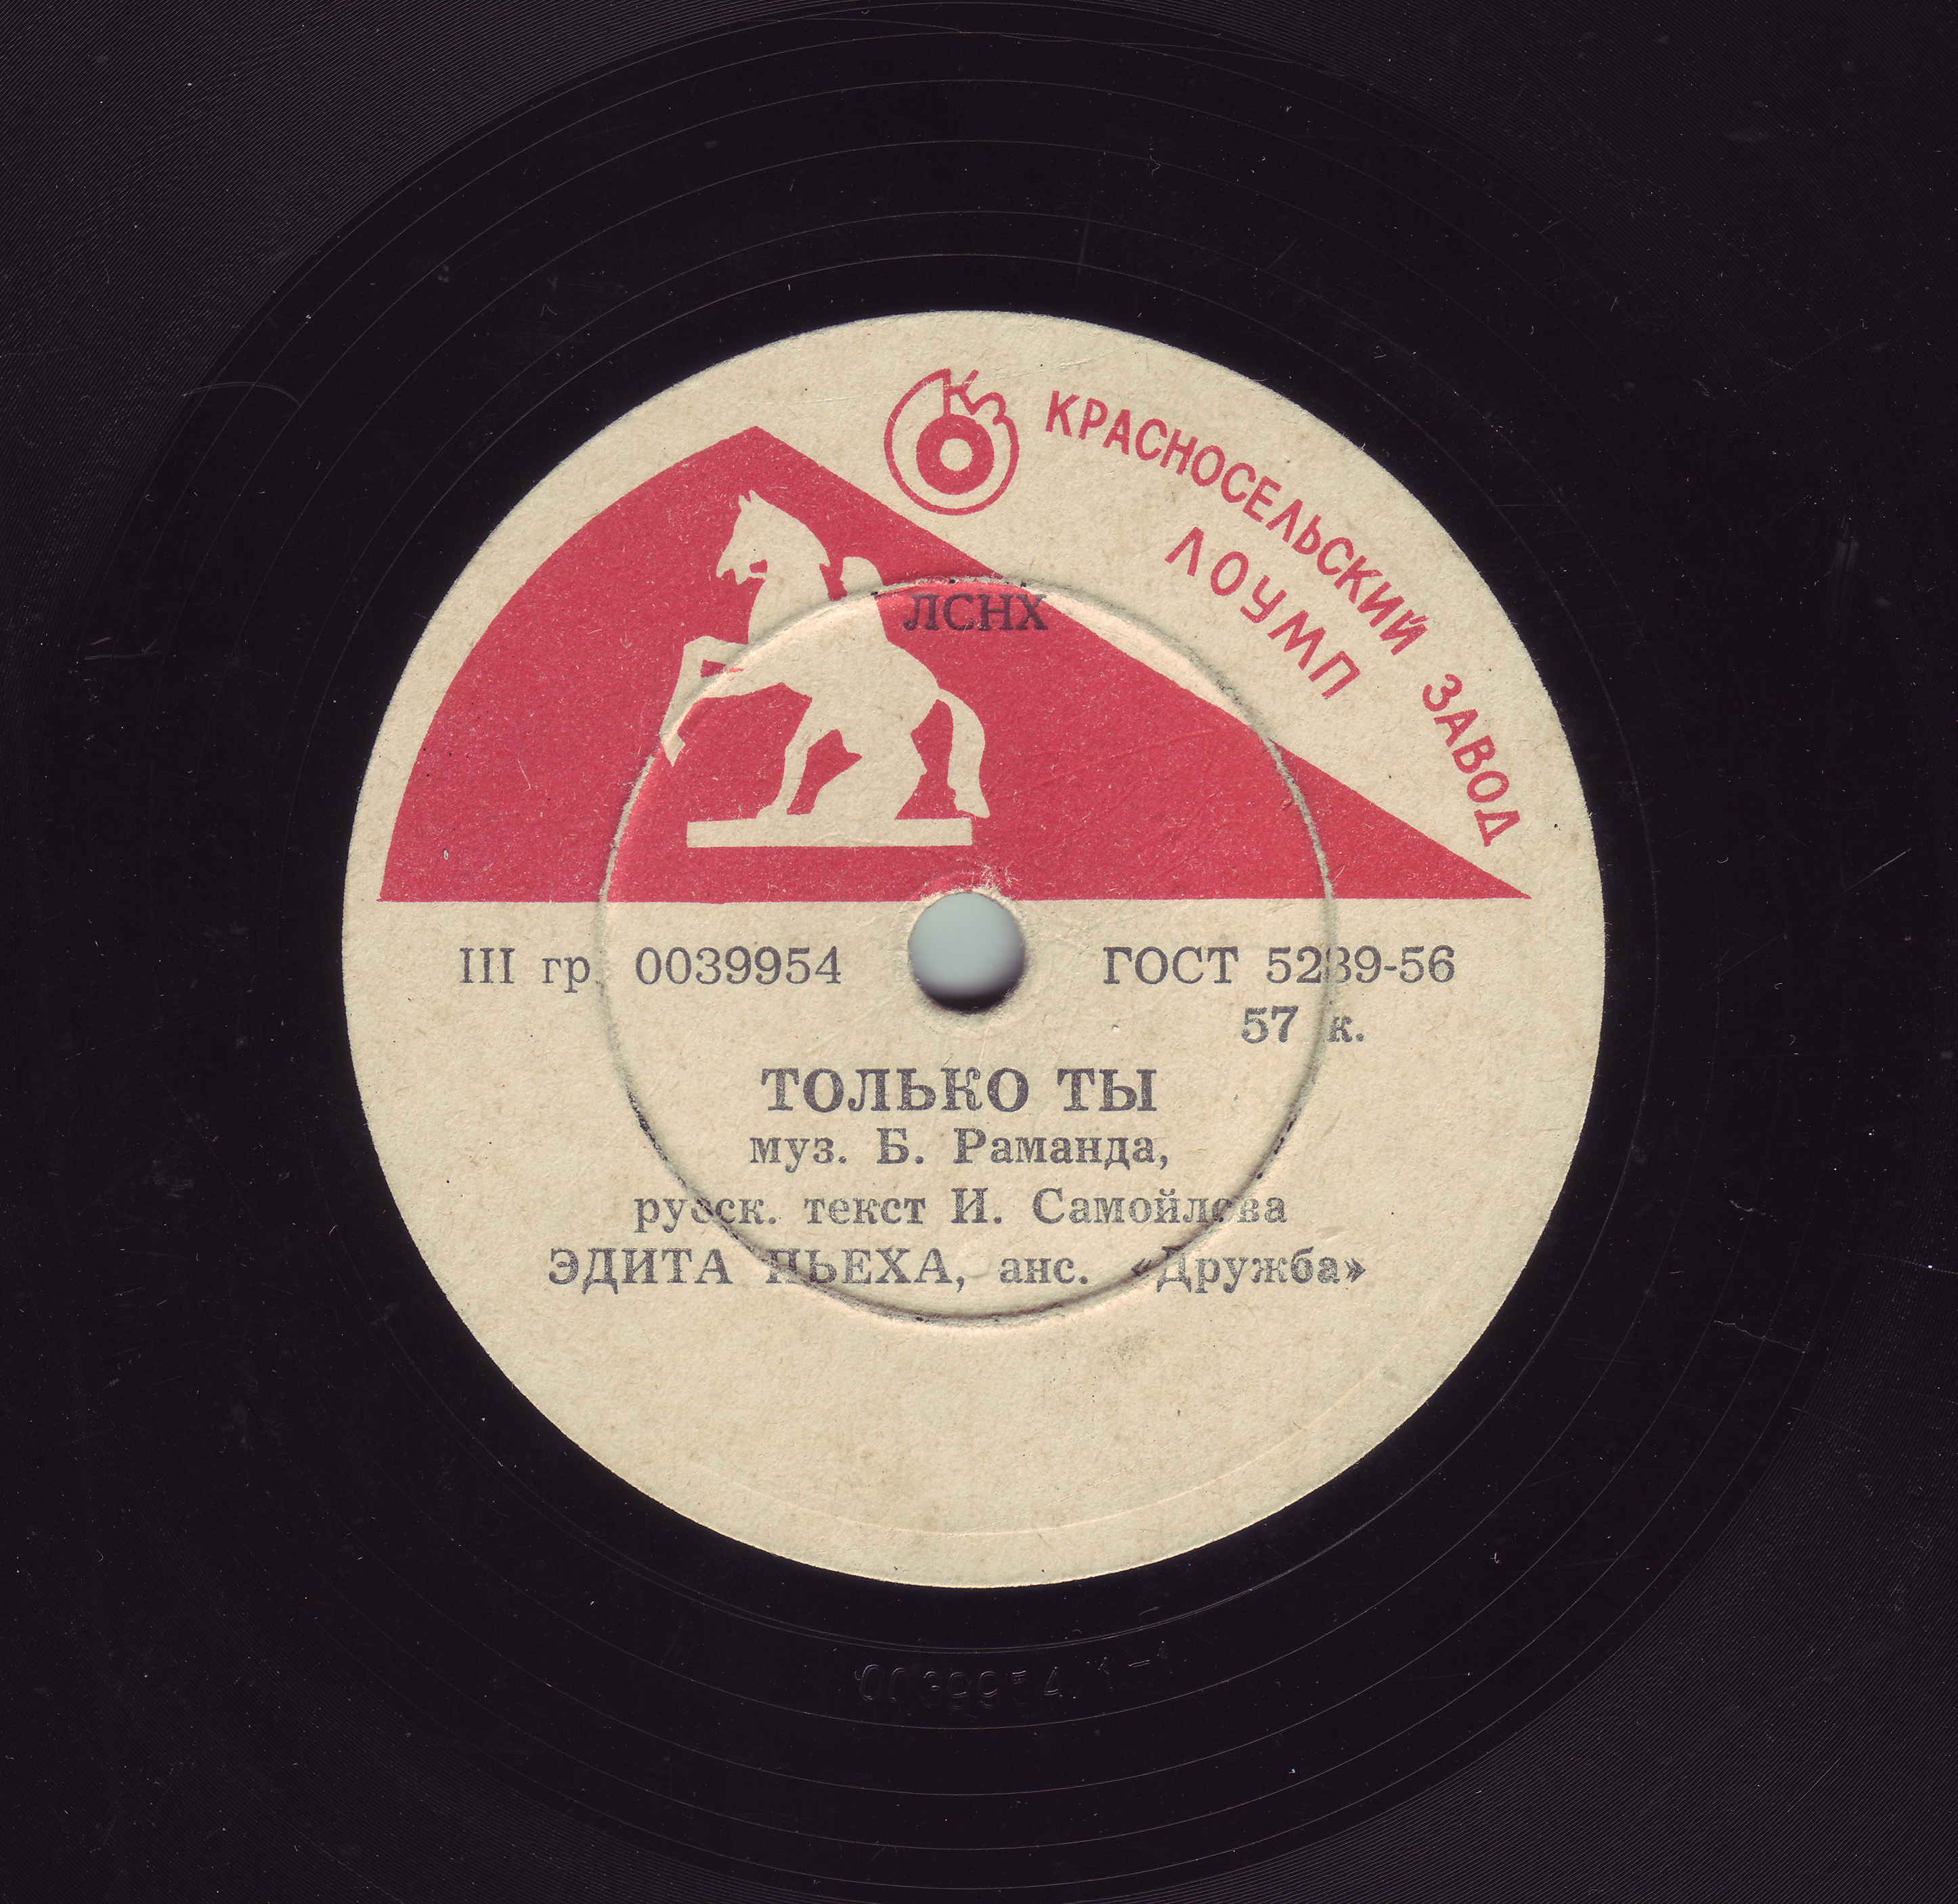 КРАСНОСЕЛЬСКИЙ ЗАВОД
ЛОУМП
ЛСНХ
III гр. 0039954 ГОСТ 5289-56
57 к.
ТОЛЬКО ТЫ
муз. Б. Раманда,
русск. текст И. Самойлова
ЭДИТА ПЬЕХА, анс. «Дружба»